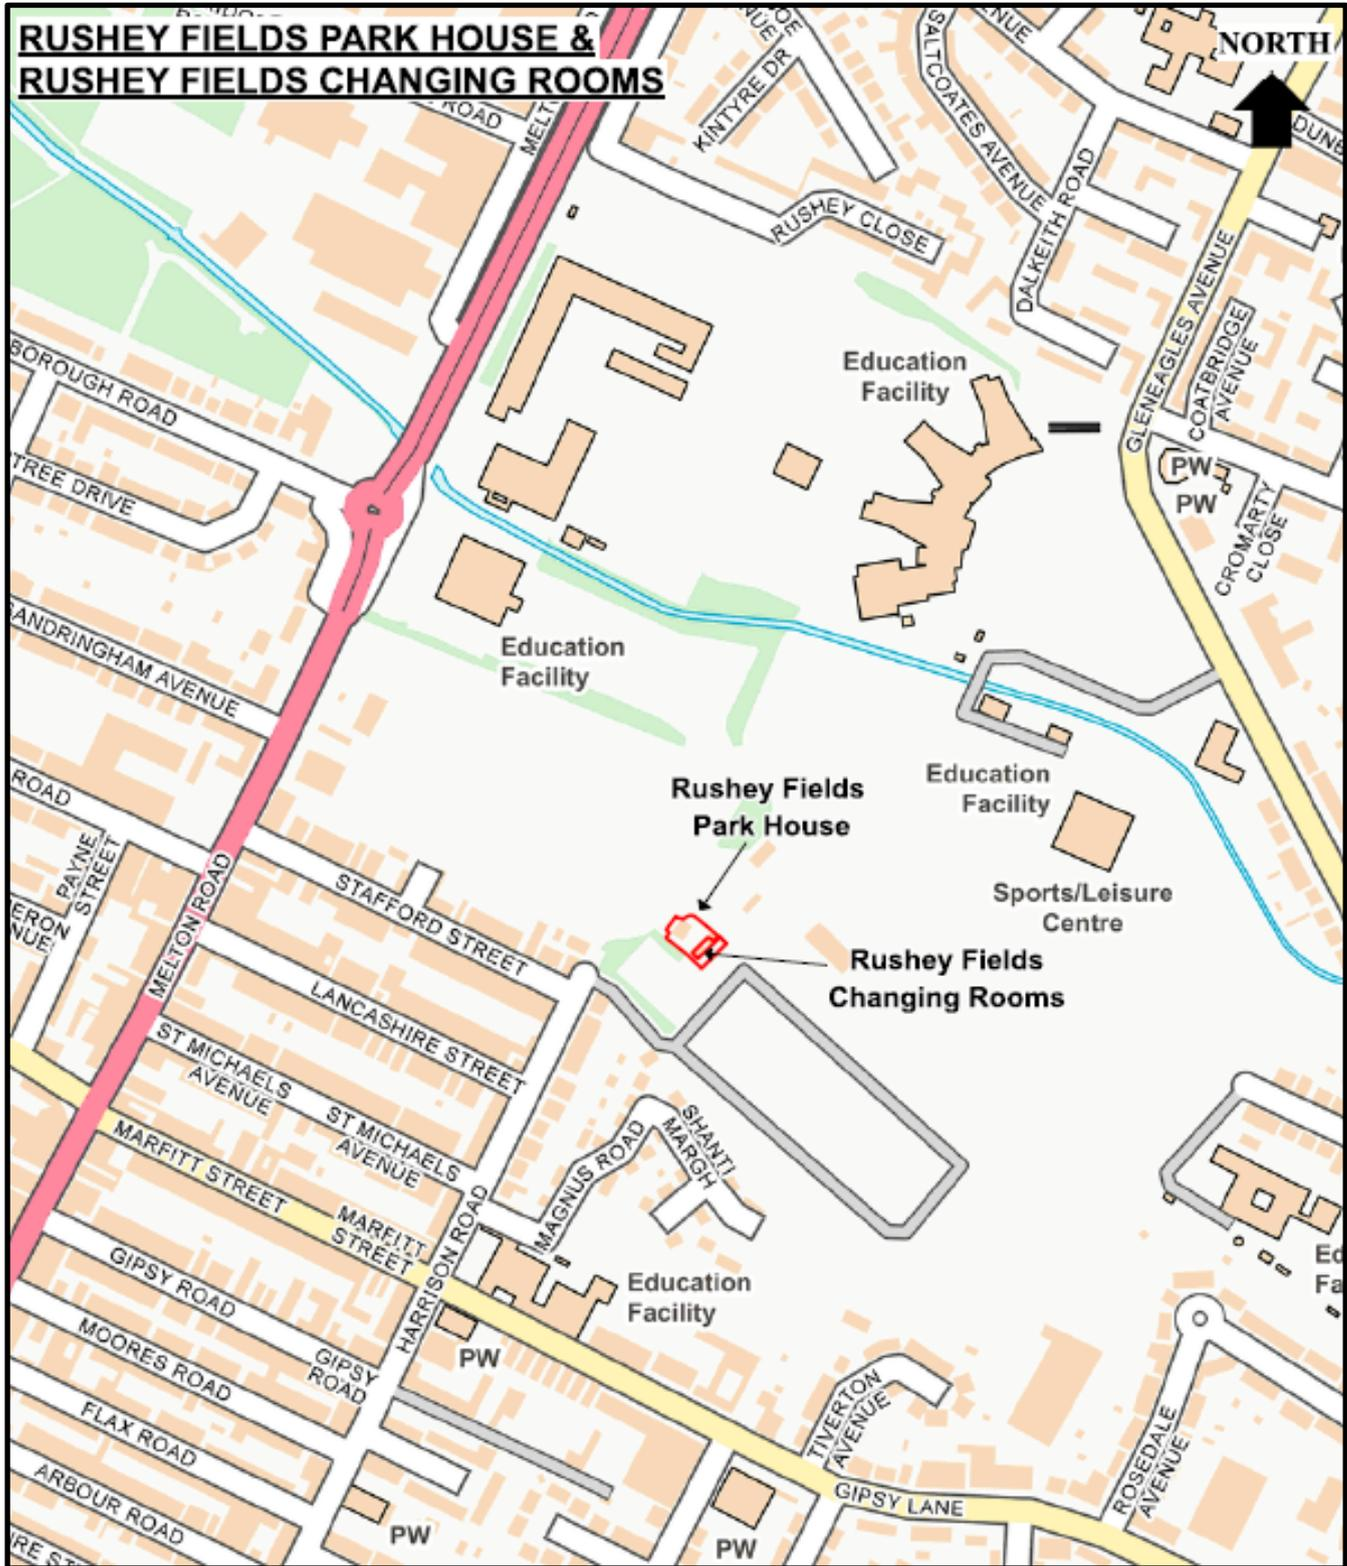 RUSHEY FIELDS PARK HOUSE &
RUSHEY FIELDS CHANGING ROOMS
NORTH
ROAD
KINTYRE DR
SALTCOATES AVENUE
RUSHEY CLOSE
DALKEITH ROAD
GLENEAGLES AVENUE
COATBRIDGE
AVENUE
Education
Facility
BOROUGH ROAD
TREE DRIVE
PW
PW
CROMARTY
CLOSE
SANDRINGHAM AVENUE
Education
Facility
Education
Facility
ROAD
PAYNE
STREET
MELTON ROAD
Rushey Fields
Park House
Sports/Leisure
Centre
STAFFORD STREET
Rushey Fields
Changing Rooms
LANCASHIRE STREET
ST MICHAELS
AVENUE
ST MICHAELS
AVENUE
MARFITT STREET
MARFITT
STREET
HARRISON ROAD
MAGNUS ROAD
SHANTI
MARGH
GIPSY ROAD
GIPSY
ROAD
Education
Facility
PW
MOORES ROAD
FLAX ROAD
ARBOUR ROAD
PW
PW
TIVERTON
AVENUE
GIPSY LANE
ROSEDALE
AVENUE